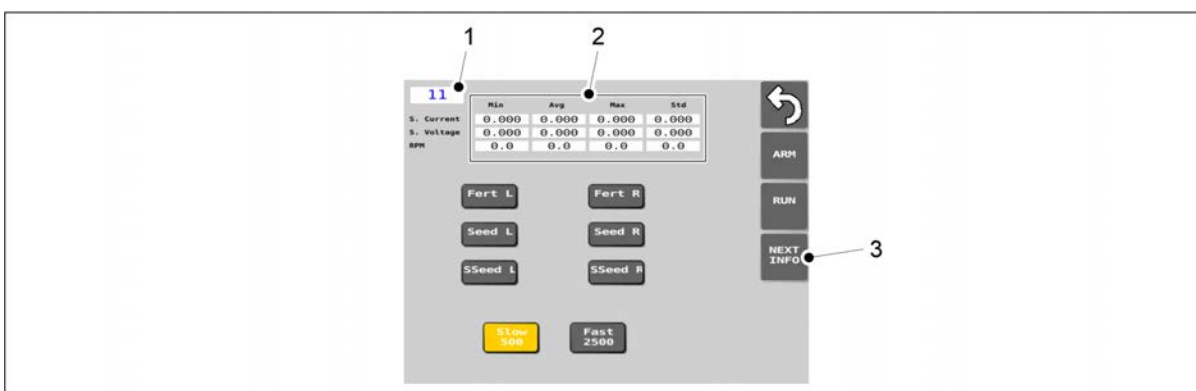 1 2
11
Min Avg Max Std
S. Current 0.000 0.000 0.000 0.000
S. Voltage 0.000 0.000 0.000 0.000
RPM 0.0 0.0 0.0 0.0
ARM
Fert L Fert R
RUN
Seed L Seed R
NEXT
INFO
3
SSeed L SSeed R
Slow
500
Fast
2500